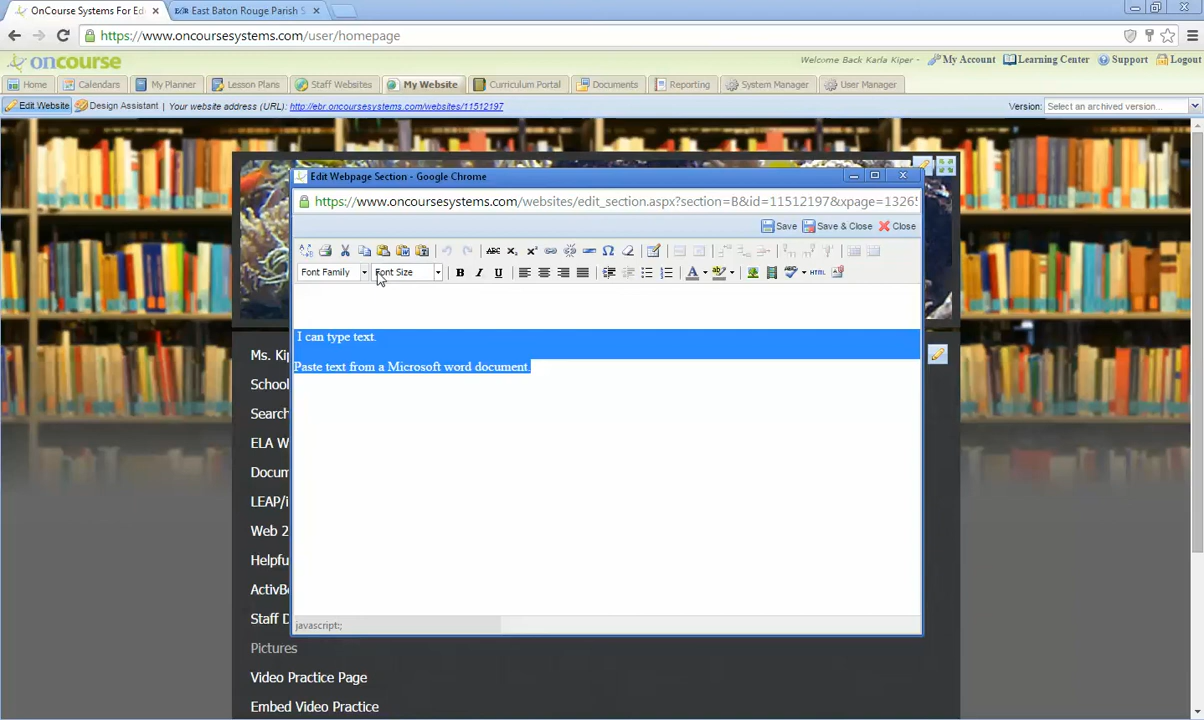 OnCourse Systems For Ed
East Baton Rouge Parish S
https://www.oncoursesystems.com/user/homepage
oncourse
Welcome Back Karla Kiper
My Account
Learning Center
Support
Logout
Home
Calendars
My Planner
Lesson Plans
Staff Websites
My Website
Curriculum Portal
Documents
Reporting
System Manager
User Manager
Edit Website
Design Assistant
Your website address (URL): http://ebr.oncoursesystems.com/websites/11512197
Version:
Select an archived version...
Edit Webpage Section - Google Chrome
https://www.oncoursesystems.com/websites/edit_section.aspx?section=B&id=11512197&xpage=1326
Save
Save & Close
Close
ABC
HTML
Font Family
Font Size
B I U
I can type text.
Paste text from a Microsoft word document.
javascript:;
Ms. Kip
School
Search
ELA W
Docum
LEAP/i
Web 2
Helpfu
ActivB
Staff D
Pictures
Video Practice Page
Embed Video Practice